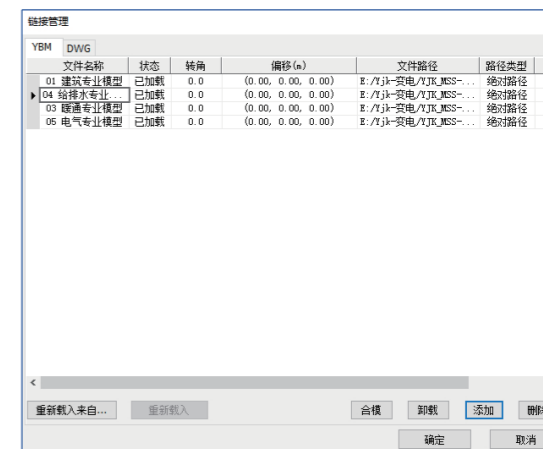 链接管理
YBM DWG
文件名称 状态 转角 偏移(m) 文件路径 路径类型
01 建筑专业模型 已加载 0.0 (0.00, 0.00, 0.00) E:/Yjk-变电/YJK_MSS-... 绝对路径
04 给排水专业... 已加载 0.0 (0.00, 0.00, 0.00) E:/Yjk-变电/YJK_MSS-... 绝对路径
03 暖通专业模型 已加载 0.0 (0.00, 0.00, 0.00) E:/Yjk-变电/YJK_MSS-... 绝对路径
05 电气专业模型 已加载 0.0 (0.00, 0.00, 0.00) E:/Yjk-变电/YJK_MSS-... 绝对路径
重新载入来自... 重新载入 合模 卸载 添加 删除
确定 取消